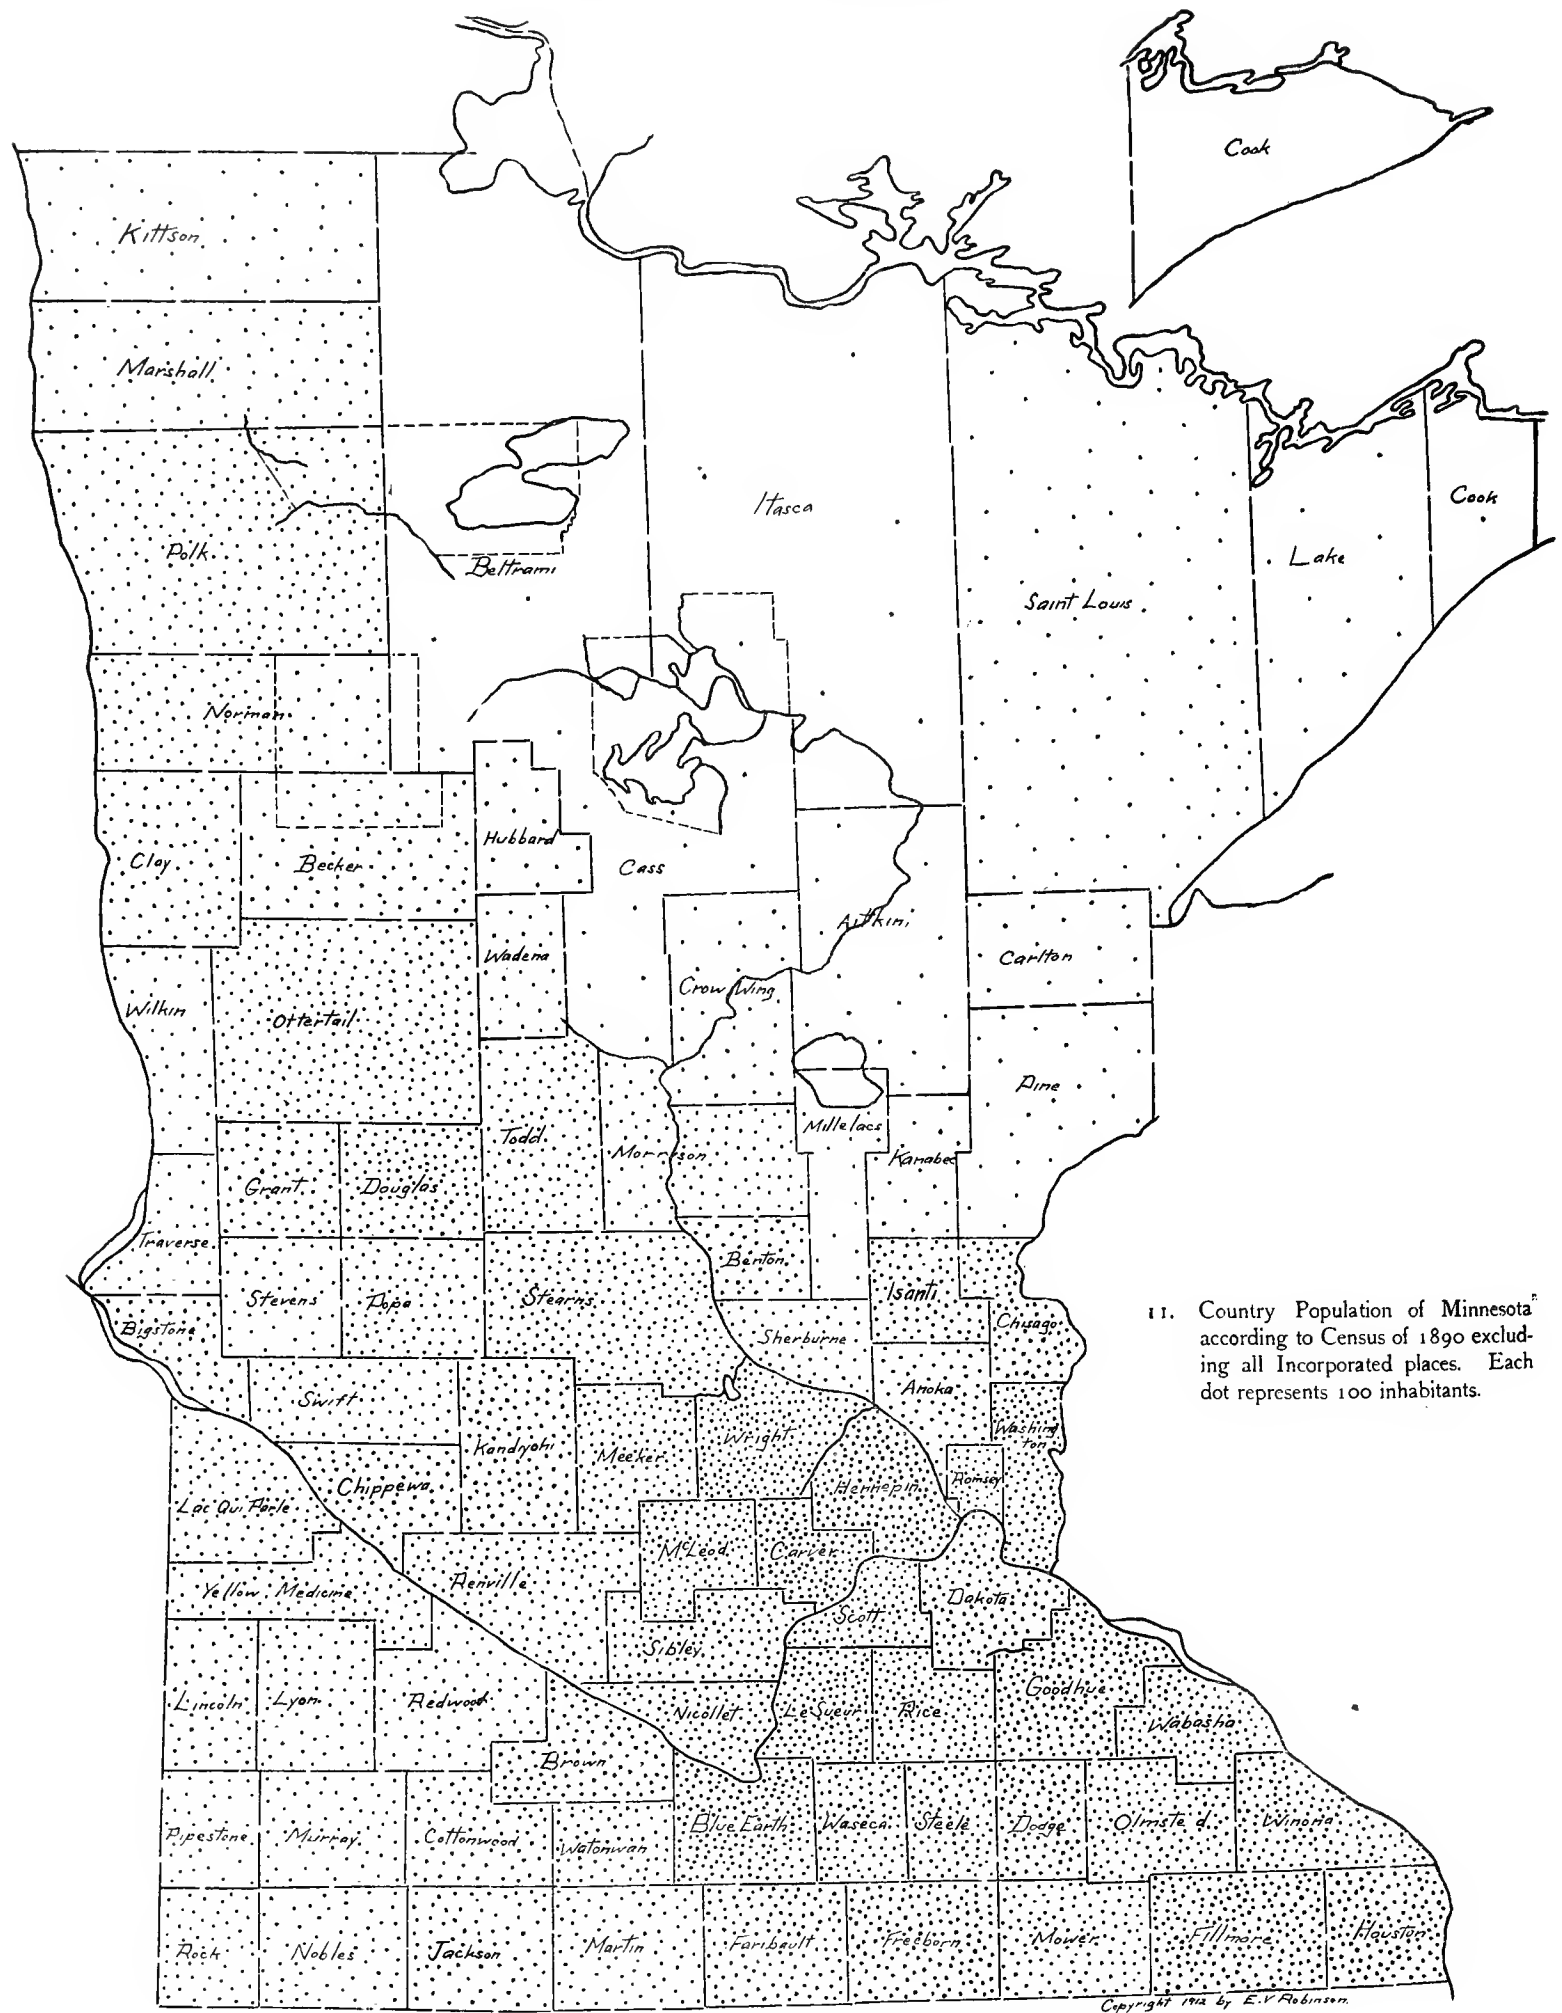 Cook
Kittson
Marshall
Itasca
Cook
Polk
Lake
Beltrami
Saint Louis
Norman
Hubbard
Clay
Becker
Cass
Aitkin
Wadena
Carlton
Crow Wing
Wilkin
Ottertail
Pine
Millelacs
Todd
Morrison
Kanabec
Grant
Douglas
Traverse
Benton
Isanti
Stevens
Pope
Stearns
Chisago
Bigstone
Sherburne
11. Country Population of Minnesota
according to Census of 1890 exclud-
ing all Incorporated places. Each
dot represents 100 inhabitants.
Anoka
Swift
Washing
ton
Wright
Kandiyohi
Meeker
Ramsey
Chippewa
Hennepin
Lac Qui Parle
McLeod
Carver
Renville
Yellow Medicine
Dakota
Scott
Sibley
Goodhue
Lincoln
Lyon
Redwood
Nicollet
Le Sueur
Rice
Wabasha
Brown
Blue Earth
Waseca
Steele
Dodge
Olmsted
Winona
Pipestone
Murray
Cottonwood
Watonwan
Rock
Nobles
Jackson
Martin
Faribault
Freeborn
Mower
Fillmore
Houston
Copyright 1912 by E.V Robinson.